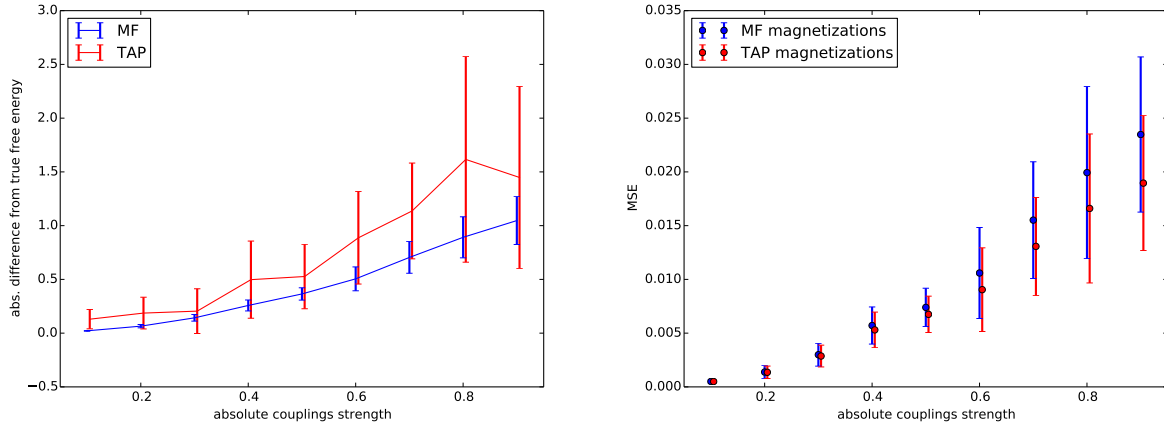 MF
TAP
3.0
2.5
2.0
1.5
1.0
0.5
0.0
−0.5
abs. difference from true free energy
0.2 0.4 0.6 0.8
absolute couplings strength
MF magnetizations
TAP magnetizations
0.035
0.030
0.025
0.020
0.015
0.010
0.005
0.000
MSE
0.2 0.4 0.6 0.8
absolute couplings strength